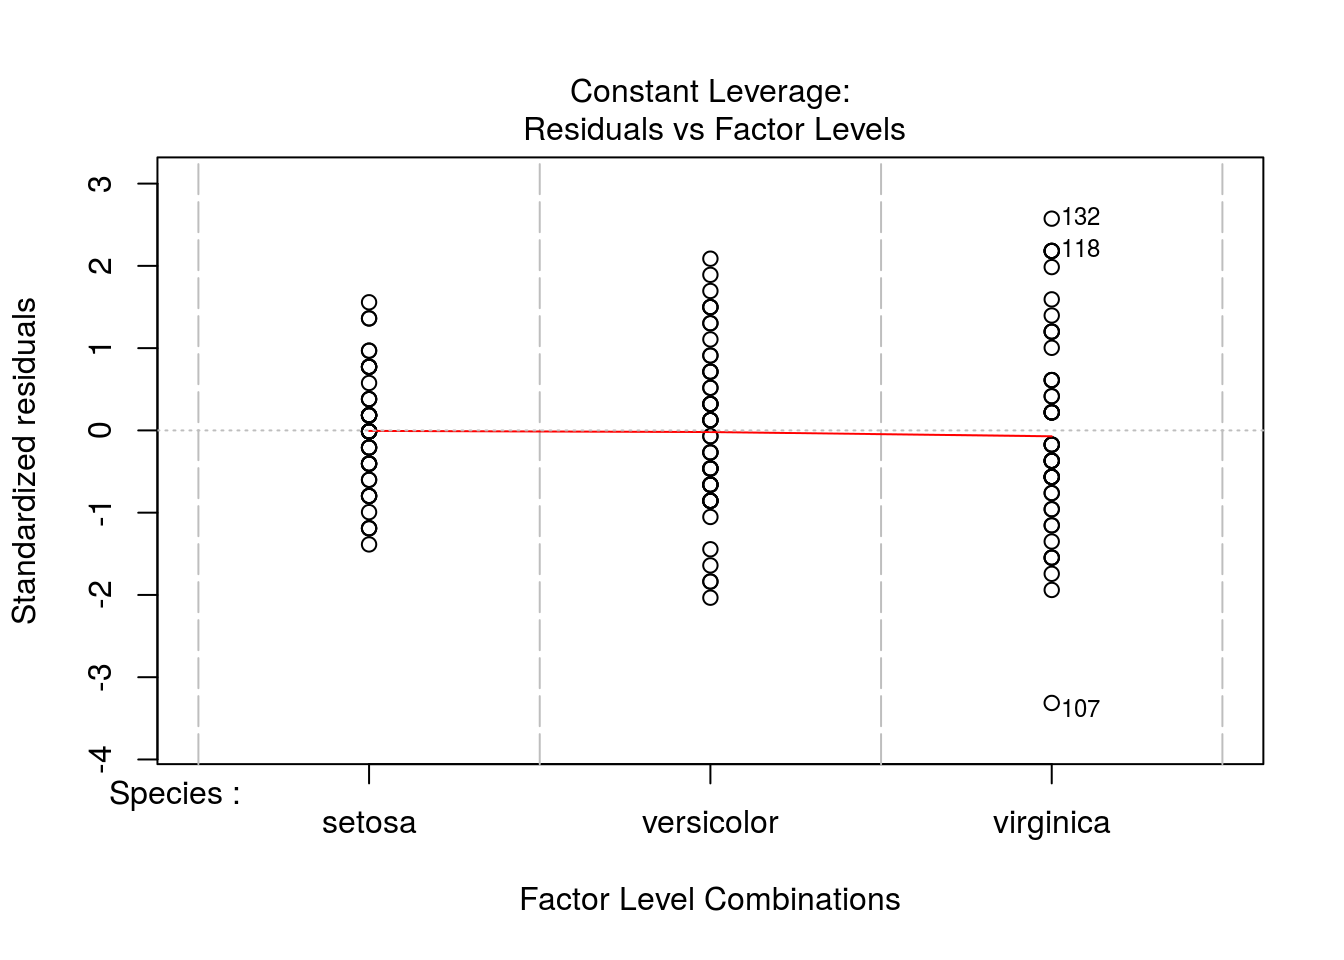 Constant Leverage:
Residuals vs Factor Levels
Standardized residuals
3
2
1
0
-1
-2
-3
-4
132
118
107
Species :
setosa
versicolor
virginica
Factor Level Combinations